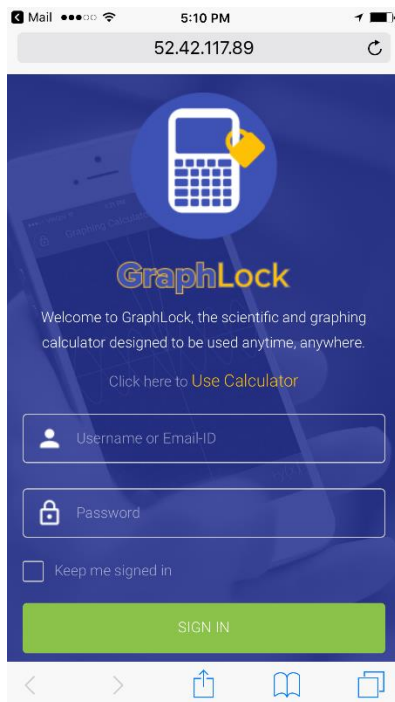 Mail 5:10 PM
52.42.117.89
GraphLock
Welcome to GraphLock, the scientific and graphing
calculator designed to be used anytime, anywhere.
Click here to Use Calculator
Username or Email-ID
Password
Keep me signed in
SIGN IN